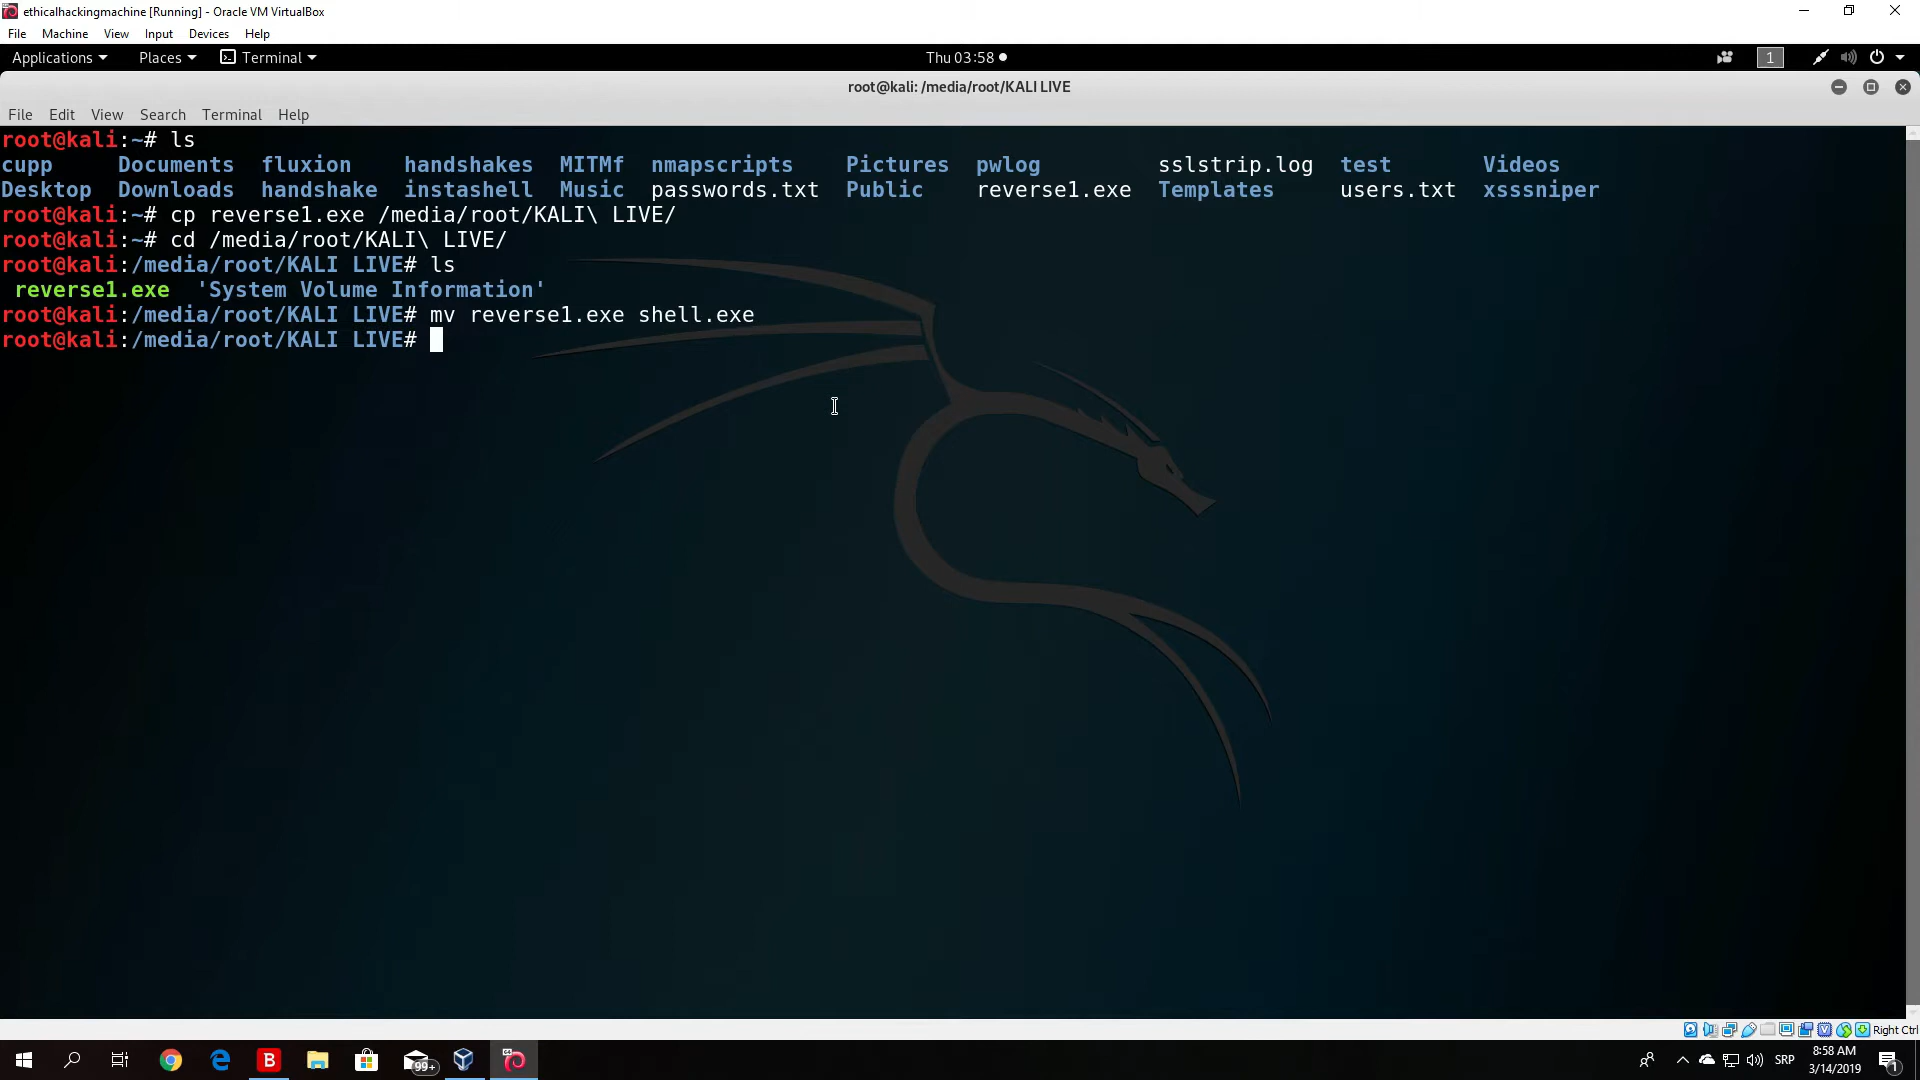 ethicalhackingmachine [Running] - Oracle VM VirtualBox
File Machine View Input Devices Help
Applications Places Terminal Thu 03:58 1
root@kali: /media/root/KALI LIVE
File Edit View Search Terminal Help
root@kali:~# ls
cupp Documents fluxion handshakes MITMf nmapscripts Pictures pwlog sslstrip.log test Videos
Desktop Downloads handshake instashell Music passwords.txt Public reverse1.exe Templates users.txt xsssniper
root@kali:~# cp reverse1.exe /media/root/KALI\ LIVE/
root@kali:~# cd /media/root/KALI\ LIVE/
root@kali:/media/root/KALI LIVE# ls
reverse1.exe 'System Volume Information'
root@kali:/media/root/KALI LIVE# mv reverse1.exe shell.exe
root@kali:/media/root/KALI LIVE#
Right Ctrl
B 99+ SRP 8:58 AM
3/14/2019 1